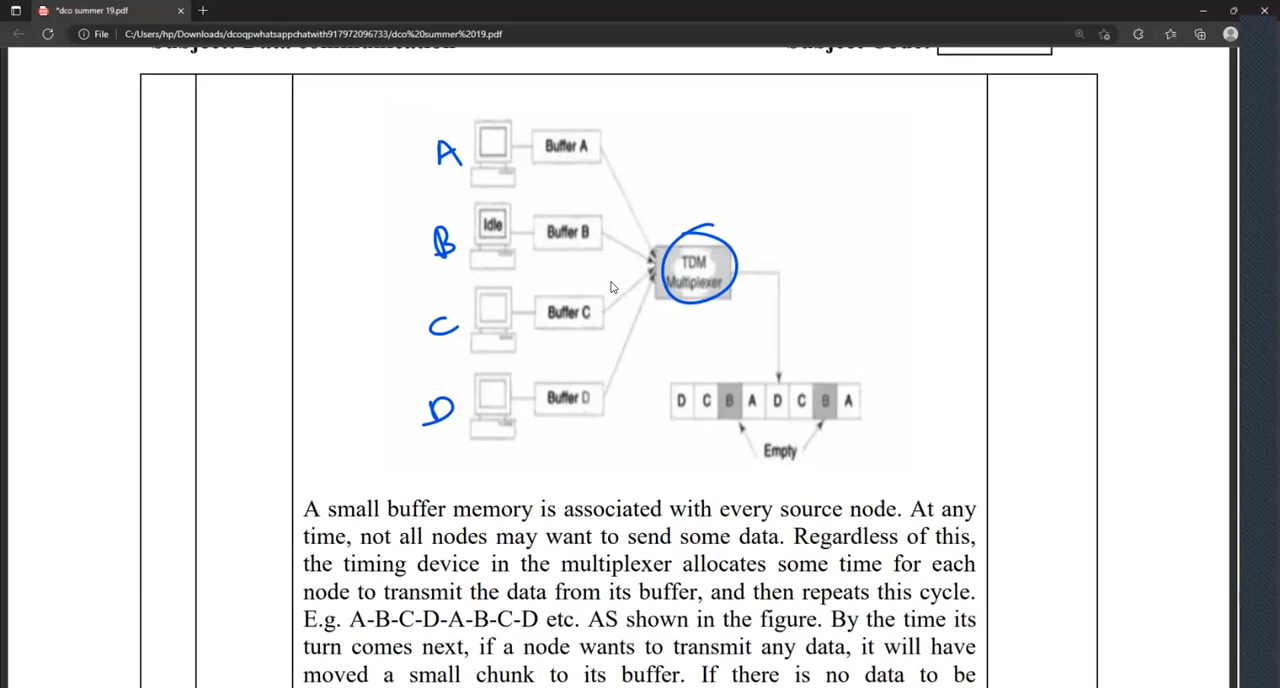 *dco summer 19.pdf
File
C:/Users/hp/Downloads/dcoqpwhatsappchatwith917972096733/dco%20summer%2019.pdf
A
Buffer A
B
Idle
Buffer B
TDM
Multiplexer
C
Buffer C
D
Buffer D
D C B A D C B A
Empty
A small buffer memory is associated with every source node. At any
time, not all nodes may want to send some data. Regardless of this,
the timing device in the multiplexer allocates some time for each
node to transmit the data from its buffer, and then repeats this cycle.
E.g. A-B-C-D-A-B-C-D etc. AS shown in the figure. By the time its
turn comes next, if a node wants to transmit any data, it will have
moved a small chunk to its buffer. If there is no data to be